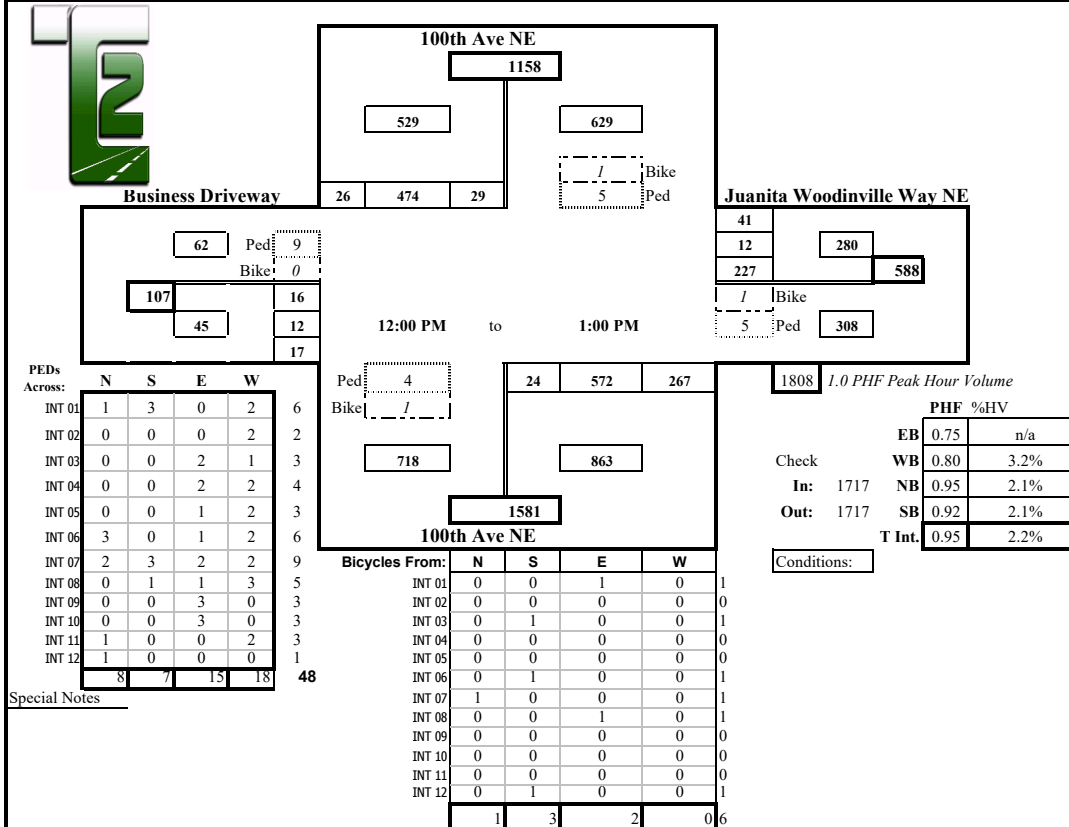 T2
100th Ave NE
1158
529 629
1 Bike
5 Ped
Business Driveway 26 474 29 Juanita Woodinville Way NE
41
62 Ped 9 12 280
Bike 0 227 588
107 16 1 Bike
45 12 12:00 PM to 1:00 PM 5 Ped 308
17
PEDs Across: N S E W Ped 4 24 572 267 1808 1.0 PHF Peak Hour Volume
INT 01 1 3 0 2 6 Bike 1 PHF %HV
INT 02 0 0 0 2 2 EB 0.75 n/a
INT 03 0 0 2 1 3 718 863 Check WB 0.80 3.2%
INT 04 0 0 2 2 4 In: 1717 NB 0.95 2.1%
INT 05 0 0 1 2 3 1581 Out: 1717 SB 0.92 2.1%
INT 06 3 0 1 2 6 100th Ave NE T Int. 0.95 2.2%
INT 07 2 3 2 2 9 Bicycles From: N S E W Conditions:
INT 08 0 1 1 3 5 INT 01 0 0 1 0 1
INT 09 0 0 3 0 3 INT 02 0 0 0 0 0
INT 10 0 0 3 0 3 INT 03 0 1 0 0 1
INT 11 1 0 0 2 3 INT 04 0 0 0 0 0
INT 12 1 0 0 0 1 INT 05 0 0 0 0 0
8 7 15 18 48 INT 06 0 1 0 0 1
Special Notes INT 07 1 0 0 0 1
INT 08 0 0 1 0 1
INT 09 0 0 0 0 0
INT 10 0 0 0 0 0
INT 11 0 0 0 0 0
INT 12 0 1 0 0 1
1 3 2 0 6